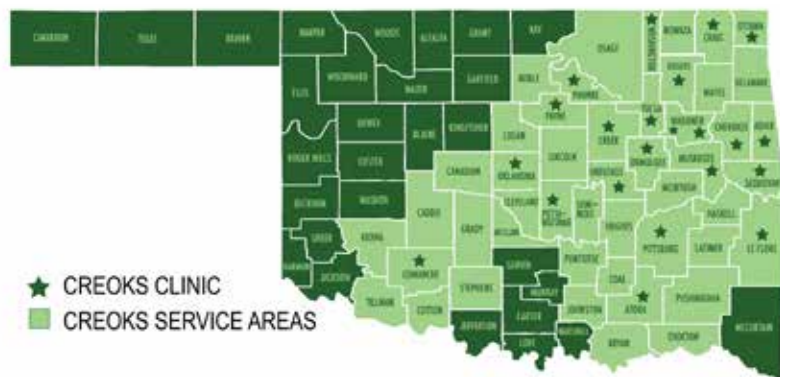 CIMARRON
TEXAS
BEAVER
HARPER
WOODS
ALFALFA
GRANT
KAY
OSAGE
WASHINGTON
NOWATA
CRAIG
OTTAWA
ELLIS
WOODWARD
MAJOR
GARFIELD
NOBLE
PAWNEE
ROGERS
MAYES
DELAWARE
DEWEY
BLAINE
KINGFISHER
LOGAN
PAYNE
CREEK
TULSA
WAGONER
CHEROKEE
ADAIR
ROGER MILLS
CUSTER
CANADIAN
OKLAHOMA
LINCOLN
OKMULGEE
MUSKOGEE
SEQUOYAH
BECKHAM
WASHITA
CADDO
GRADY
CLEVELAND
POTTA-
WATOMIE
SEMI-
NOLE
OKFUSKEE
MCINTOSH
HASKELL
GREER
KIOWA
MCCLAIN
HUGHES
PITTSBURG
LATIMER
LE FLORE
HARMON
JACKSON
COMANCHE
STEPHENS
GARVIN
PONTOTOC
COAL
TILLMAN
COTTON
MURRAY
JOHNSTON
ATOKA
PUSHMATAHA
JEFFERSON
CARTER
LOVE
MARSHALL
BRYAN
CHOCTAW
MCCURTAIN
CREOKS CLINIC
CREOKS SERVICE AREAS